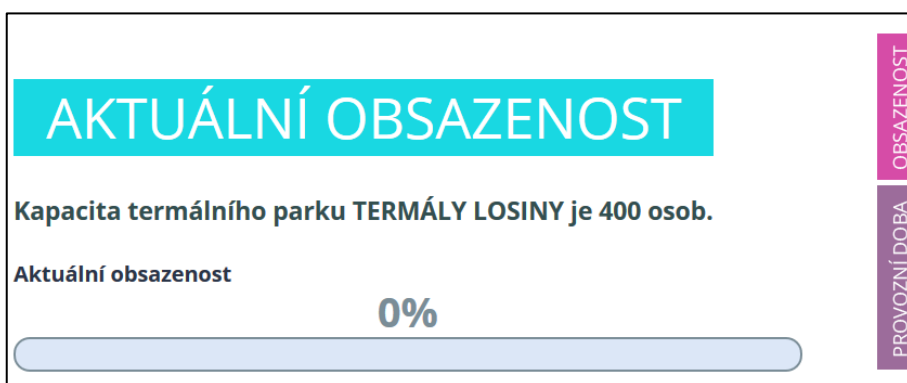 AKTUÁLNÍ OBSAZENOST
Kapacita termálního parku TERMÁLY LOSINY je 400 osob.
Aktuální obsazenost
0%
OBSAZENOST
PROVOZNÍ DOBA